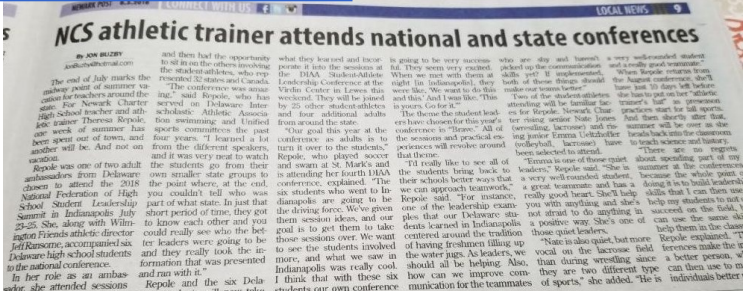 NEWARK POST
CONNECT WITH US
LOCAL NEWS
9
NCS athletic trainer attends national and state conferences
By JON BUZBY
JonBuzby@hotmail.com
The end of July marks the
midway point of summer va-
cation for teachers around the
state. For Newark Charter
High School teacher and ath-
letic trainer Theresa Repole,
one week of summer has
been spent out of town, and
another will be. And not on
vacation.
Repole was one of two adult
ambassadors from Delaware
chosen to attend the 2018
National Federation of High
School Student Leadership
Summit in Indianapolis July
23-25. She, along with Wilm-
ington Friends athletic director
Jeff Ransome, accompanied six
Delaware high school students
to the national conference.
In her role as an ambas-
sador, she attended sessions
and then had the opportunity
to sit in on the others involving
the student-athletes, who rep
resented 32 states and Canada.
"The conference was amaz-
ing," said Repole, who has
served on Delaware Inter-
scholastic Athletic Associa-
tion swimming and Unified
sports committees the past
four years. "I learned a lot
from the different speakers,
and it was very neat to watch
the students go from their
own smaller state groups to
the point where, at the end,
you couldn't tell who was
part of what state. In just that
short period of time, they got
to know each other and you
could really see who the bet-
ter leaders were going to be
and they really took the in-
formation that was presented
and ran with it."
Repole and the six Dela-
what they learned and incor-
porate it into the sessions at
the DIAA Student-Athlete
Leadership Conference at the
Virdin Center in Lewes this
weekend. They will be joined
by 25 other student-athletes
and four additional adults
from around the state.
"Our goal this year at the
conference as adults is to
turn it over to the students,"
Repole, who played soccer
and swam at St. Mark's and
is attending her fourth DIAA
conference, explained. "The
six students who went to In-
dianapolis are going to be
the driving force. We've given
them session ideas, and our
goal is to get them to take
those sessions over. We want
to see the students involved
more, and what we saw in
Indianapolis was really cool.
I think that with these six
students our own conference
is going to be very success-
ful. They seem very excited.
When we met with them at
night [in Indianapolis], they
were like, 'We want to do this
and this.' And I was like, 'This
is yours. Go for it.'"
The theme the student lead-
ers have chosen for this year's
conference is "Brave." All of
the sessions and practical ex-
periences will revolve around
that theme.
"I'd really like to see all of
the students bring back to
their schools better ways that
we can approach teamwork,"
Repole said. "For instance,
one of the leadership exam-
ples that our Delaware stu-
dents learned in Indianapolis
centered around the tradition
of having freshmen filling up
the water jugs. As leaders, we
should all be helping. Also,
how can we improve com-
munication for the teammates
who are shy and haven't
picked up the communication
skills yet? If implemented,
both of these things should
make our teams better."
Two of the student-athletes
attending will be familiar fac-
es for Repole. Newark Char-
ter rising senior Nate Jones
(wrestling, lacrosse) and ris-
ing junior Emma
(volleyball, lacrosse) have
been selected to attend.
"Emma is one of those quiet
leaders," Repole said. "She is
a very well-rounded student,
a great teammate and has a
really good heart. She'll help
you with anything and she's
not afraid to do anything in
a positive way. She's one of
those quiet leaders.
"Nate is also quiet, but more
vocal on the lacrosse field
than during wrestling since
they are two different type
of sports," she added. "He is
a very well-rounded student
and a really good teammate."
When Repole returns from
the August conference, she'll
have just 15 days left before
she has to put on her "athletic
trainer's hat" as preseason
practices start for fall sports.
And then shortly after that,
summer will be over as she
heads back into the classroom
to teach science and history.
"There are no regrets
about spending part of my
summer at the conferences
because the whole point of
doing it is to build leadership
skills that I can then use
help my students to not
succeed on the field,
can use the same
help them in the class
Repole explained.
ferences make the
a better person,
can then use to
individuals better